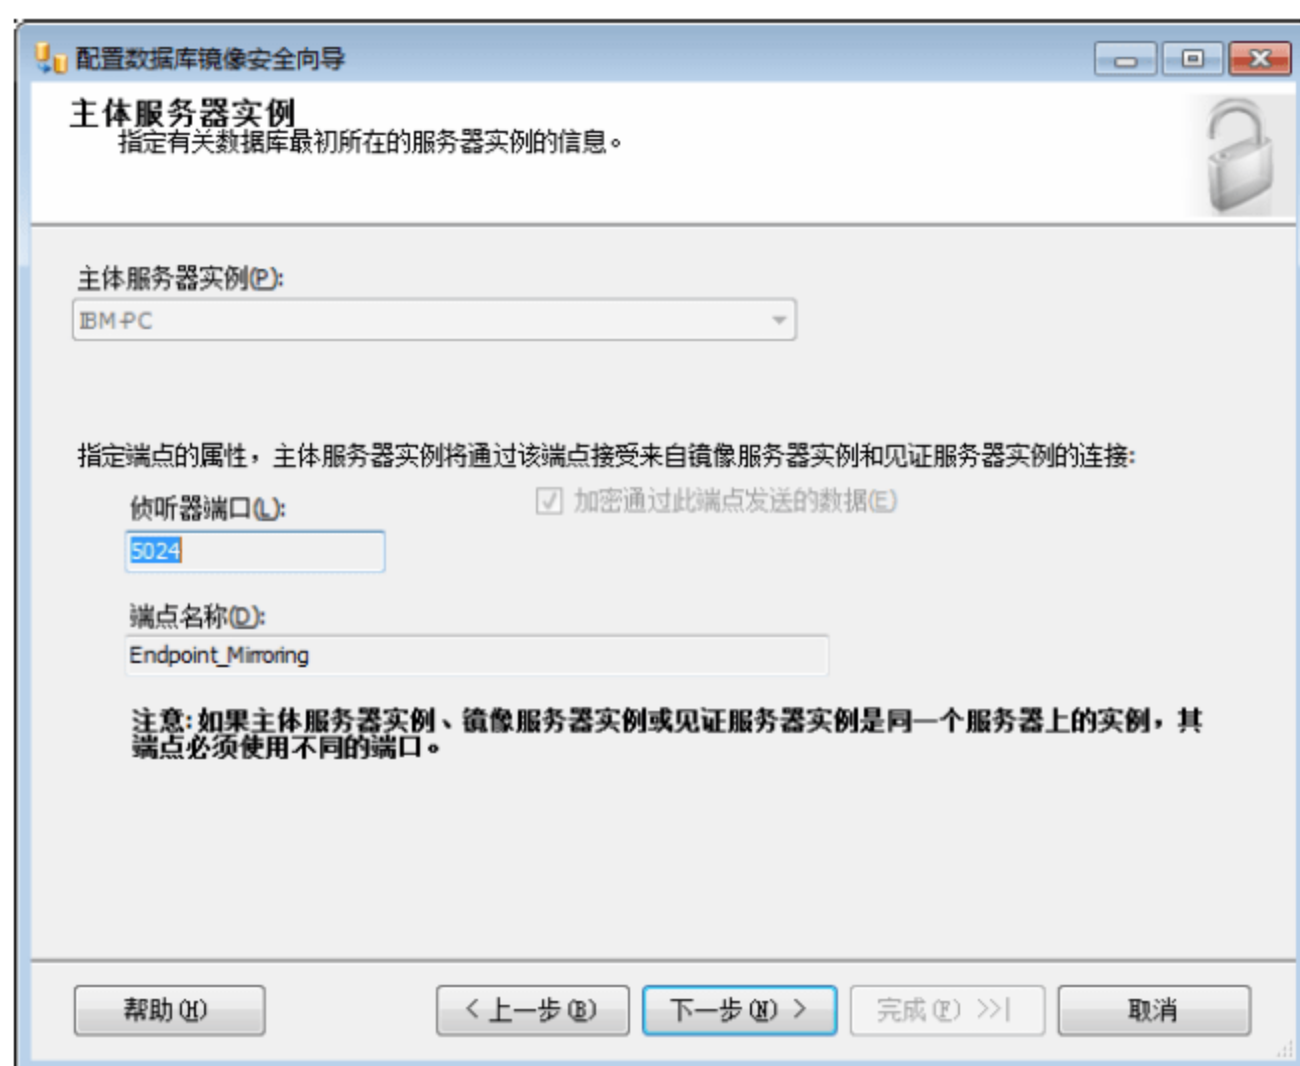 配置数据库镜像安全向导
主体服务器实例
指定有关数据库最初所在的服务器实例的信息。
主体服务器实例(P):
IBM-PC
指定端点的属性，主体服务器实例将通过该端点接受来自镜像服务器实例和见证服务器实例的连接:
侦听器端口(L):
加密通过此端点发送的数据(E)
5024
端点名称(D):
Endpoint_Mirroring
注意:如果主体服务器实例、镜像服务器实例或见证服务器实例是同一个服务器上的实例，其
端点必须使用不同的端口。
帮助(H)
< 上一步(B)
下一步(N) >
完成(F) >>|
取消